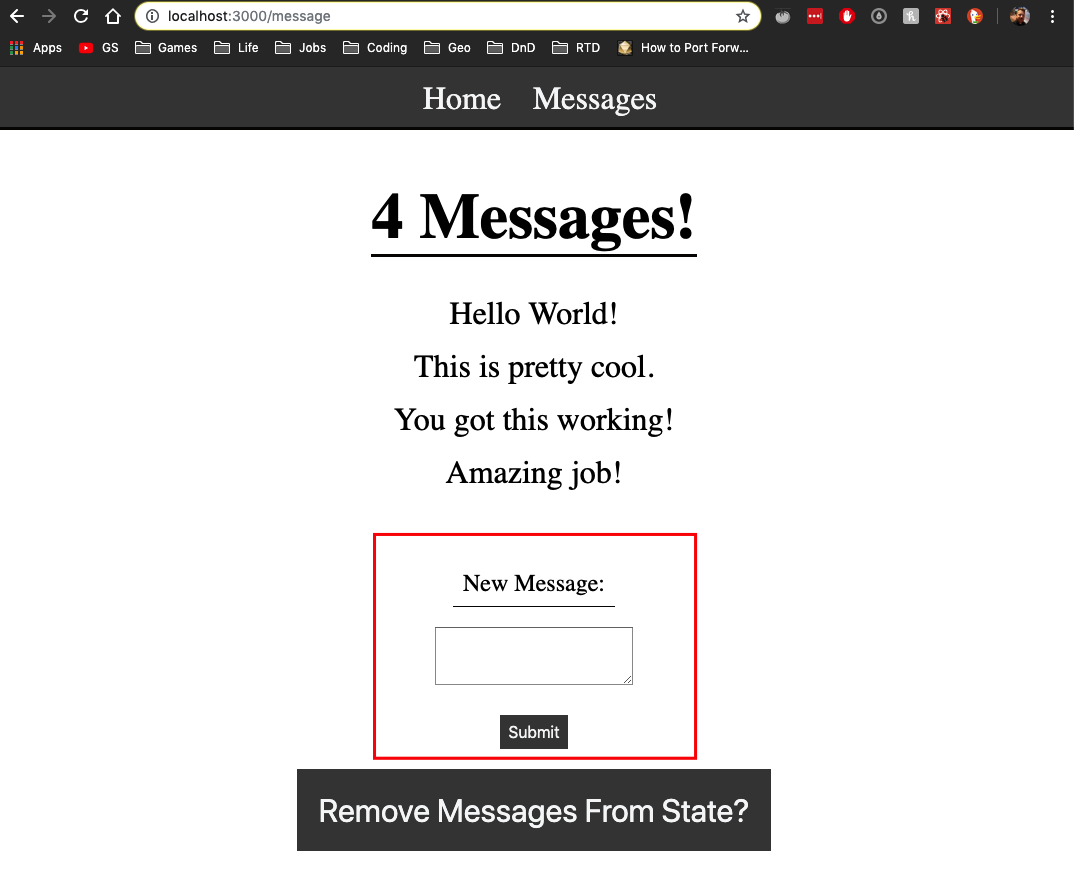 localhost:3000/message
Apps GS Games Life Jobs Coding Geo DnD RTD How to Port Forw...
Home Messages
4 Messages!
Hello World!
This is pretty cool.
You got this working!
Amazing job!
New Message:
Submit
Remove Messages From State?